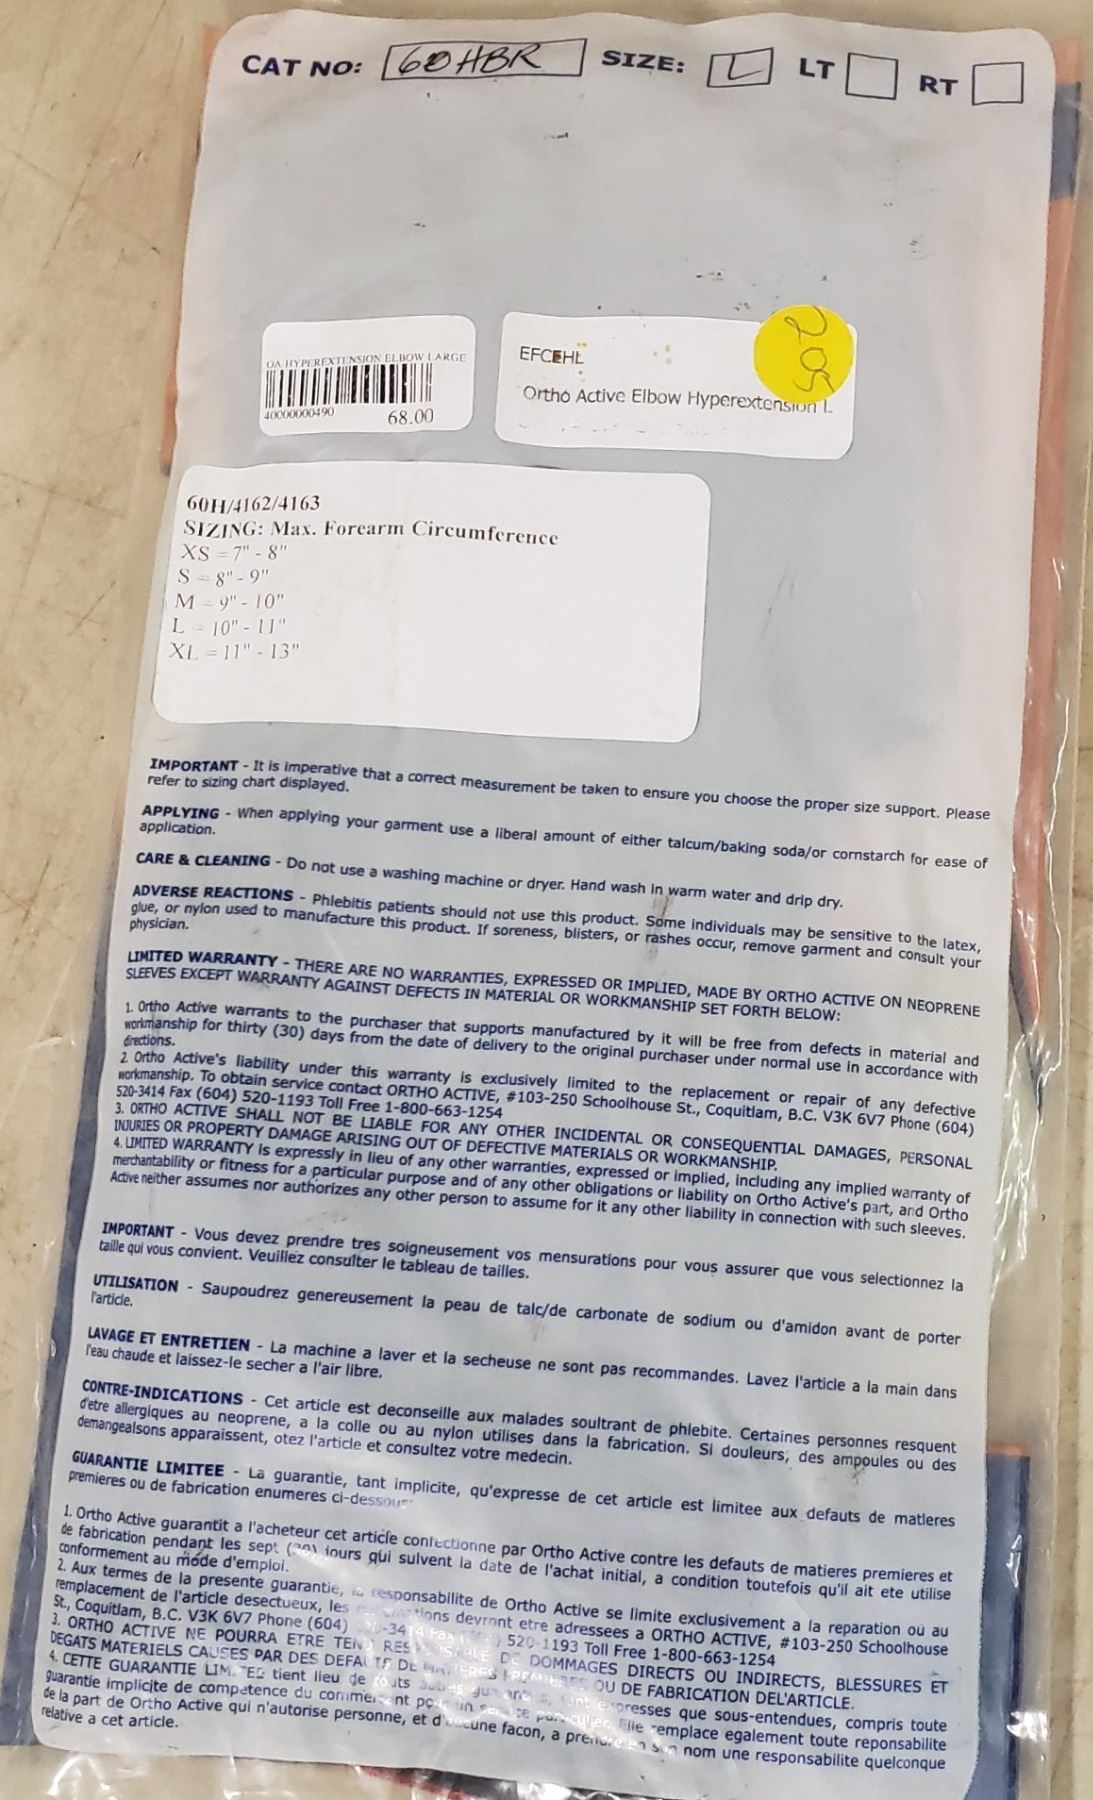 CAT NO: 60HBR SIZE: L LT RT
OA HYPEREXTENSION ELBOW LARGE
40000000490
68.00
EFCEHL
Ortho Active Elbow Hyperextension L
205
60H/4162/4163
SIZING: Max. Forearm Circumference
XS = 7" - 8"
S = 8" - 9"
M = 9" - 10"
L = 10" - 11"
XL = 11" - 13"
IMPORTANT - It is imperative that a correct measurement be taken to ensure you choose the proper size support. Please
refer to sizing chart displayed.
APPLYING - When applying your garment use a liberal amount of either talcum/baking soda/or cornstarch for ease of
application.
CARE & CLEANING - Do not use a washing machine or dryer. Hand wash in warm water and drip dry.
ADVERSE REACTIONS - Phlebitis patients should not use this product. Some individuals may be sensitive to the latex,
glue, or nylon used to manufacture this product. If soreness, blisters, or rashes occur, remove garment and consult your
physician.
LIMITED WARRANTY - THERE ARE NO WARRANTIES, EXPRESSED OR IMPLIED, MADE BY ORTHO ACTIVE ON NEOPRENE
SLEEVES EXCEPT WARRANTY AGAINST DEFECTS IN MATERIAL OR WORKMANSHIP SET FORTH BELOW:
1. Ortho Active warrants to the purchaser that supports manufactured by it will be free from defects in material and
workmanship for thirty (30) days from the date of delivery to the original purchaser under normal use in accordance with
directions.
2. Ortho Active's liability under this warranty is exclusively limited to the replacement or repair of any defective
workmanship. To obtain service contact ORTHO ACTIVE, #103-250 Schoolhouse St., Coquitlam, B.C. V3K 6V7 Phone (604)
520-3414 Fax (604) 520-1193 Toll Free 1-800-663-1254
3. ORTHO ACTIVE SHALL NOT BE LIABLE FOR ANY OTHER INCIDENTAL OR CONSEQUENTIAL DAMAGES, PERSONAL
INJURIES OR PROPERTY DAMAGE ARISING OUT OF DEFECTIVE MATERIALS OR WORKMANSHIP.
4. LIMITED WARRANTY is expressly in lieu of any other warranties, expressed or implied, including any implied warranty of
merchantability or fitness for a particular purpose and of any other obligations or liability on Ortho Active's part, and Ortho
Active neither assumes nor authorizes any other person to assume for it any other liability in connection with such sleeves.
IMPORTANT - Vous devez prendre tres soigneusement vos mensurations pour vous assurer que vous selectionnez la
taille qui vous convient. Veuillez consulter le tableau de tailles.
UTILISATION - Saupoudrez genereusement la peau de talc/de carbonate de sodium ou d'amidon avant de porter
l'article.
LAVAGE ET ENTRETIEN - La machine a laver et la secheuse ne sont pas recommandes. Lavez l'article a la main dans
l'eau chaude et laissez-le secher a l'air libre.
CONTRE-INDICATIONS - Cet article est deconseille aux malades soultrant de phlebite. Certaines personnes resquent
d'etre allergiques au neoprene, a la colle ou au nylon utilises dans la fabrication. Si douleurs, des ampoules ou des
demangealsons apparaissent, otez l'article et consultez votre medecin.
GUARANTIE LIMITEE - La guarantie, tant implicite, qu'expresse de cet article est limitee aux defauts de matieres
premieres ou de fabrication enumeres ci-dessous:
1. Ortho Active guarantit a l'acheteur cet article confectionne par Ortho Active contre les defauts de matieres premieres et
de fabrication pendant les sept (30) jours qui suivent la date de l'achat initial, a condition toutefois qu'il ait ete utilise
conformement au mode d'emploi.
2. Aux termes de la presente guarantie, la responsabilite de Ortho Active se limite exclusivement a la reparation ou au
remplacement de l'article desectueux, les devront etre adressees a ORTHO ACTIVE, #103-250 Schoolhouse
St., Coquitlam, B.C. V3K 6V7 Phone (604) 520-3414 Fax (604) 520-1193 Toll Free 1-800-663-1254
3. ORTHO ACTIVE NE POURRA ETRE TENU RESPONSABLE DE DOMMAGES DIRECTS OU INDIRECTS, BLESSURES ET
DEGATS MATERIELS CAUSES PAR DES DEFAUTS DE MATIERES PREMIERES OU DE FABRICATION DEL'ARTICLE.
4. CETTE GUARANTIE LIMITEE tient lieu de touts autres guaranties, tant expresses que sous-entendues, compris toute
guarantie implicite de competence du commercant pour un service particulier. Elle remplace egalement toute reponsabilite
de la part de Ortho Active qui n'autorise personne, et d'aucune facon, a prendre en son nom une responsabilite quelconque
relative a cet article.